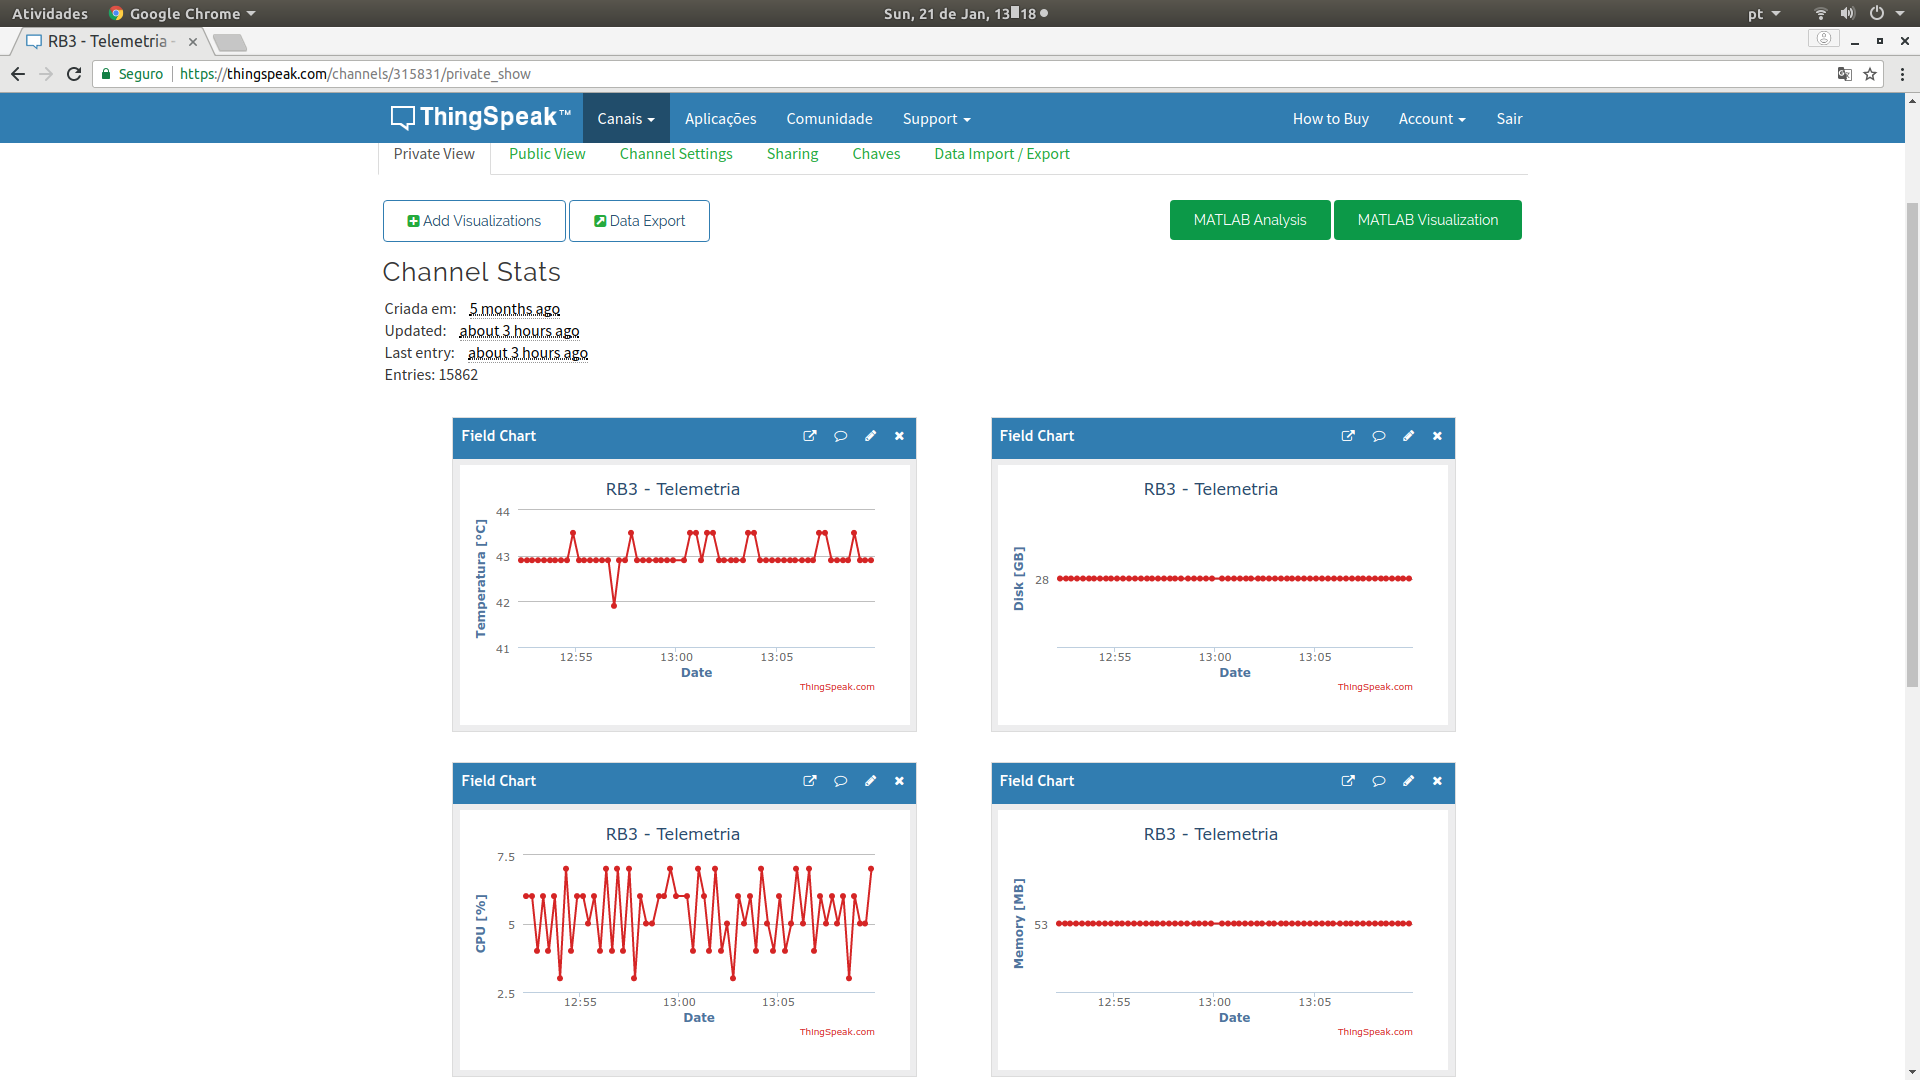 Atividades Google Chrome Sun, 21 de Jan, 13 18 pt
RB3 - Telemetria -
Seguro https://thingspeak.com/channels/315831/private_show
ThingSpeak™ Canais Aplicações Comunidade Support How to Buy Account Sair
Private View Public View Channel Settings Sharing Chaves Data Import / Export
Add Visualizations Data Export MATLAB Analysis MATLAB Visualization
Channel Stats
Criada em: 5 months ago
Updated: about 3 hours ago
Last entry: about 3 hours ago
Entries: 15862
Field Chart
RB3 - Telemetria
Temperatura [°C]
44
43
42
41
12:55 13:00 13:05
Date
ThingSpeak.com
Field Chart
RB3 - Telemetria
Disk [GB]
28
12:55 13:00 13:05
Date
ThingSpeak.com
Field Chart
RB3 - Telemetria
CPU [%]
7.5
5
2.5
12:55 13:00 13:05
Date
ThingSpeak.com
Field Chart
RB3 - Telemetria
Memory [MB]
53
12:55 13:00 13:05
Date
ThingSpeak.com